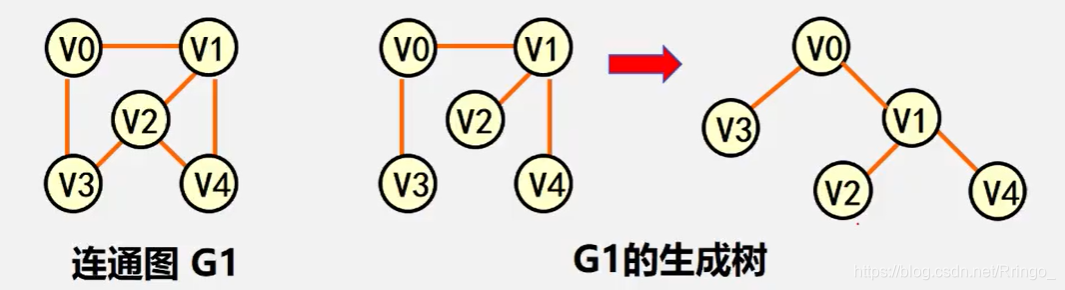 V0 V1 V0 V1 V0
V2 V2 V3 V1
V3 V4 V3 V4 V2 V4
连通图 G1
G1的生成树
https://blog.csdn.net/Rringo_